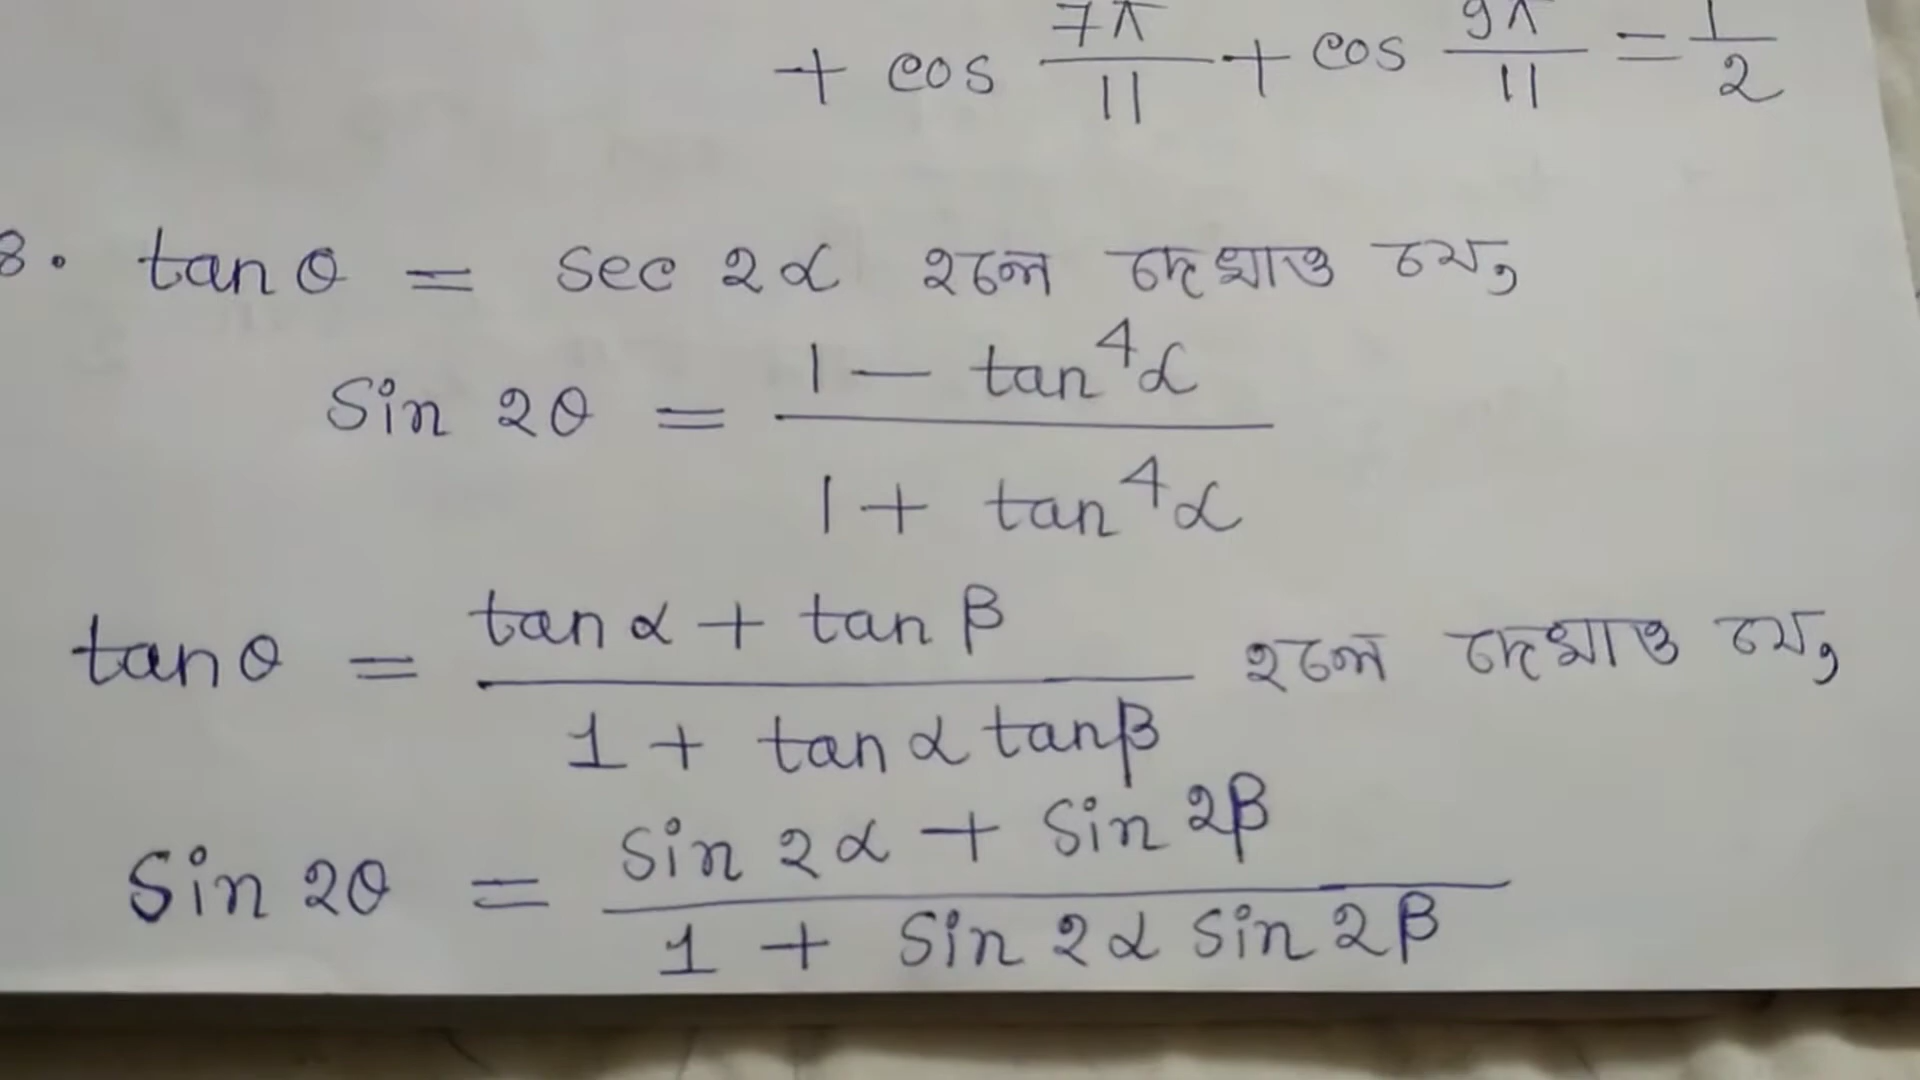 + cos 7π/11 + cos 9π/11 = 1/2
8. tan θ = sec 2α হলে দেখাও যে,
Sin 2θ = (1 − tan⁴α)/(1 + tan⁴α)
tan θ = (tan α + tan β)/(1 + tan α tan β) হলে দেখাও যে,
Sin 2θ = (Sin 2α + Sin 2β)/(1 + Sin 2α Sin 2β)